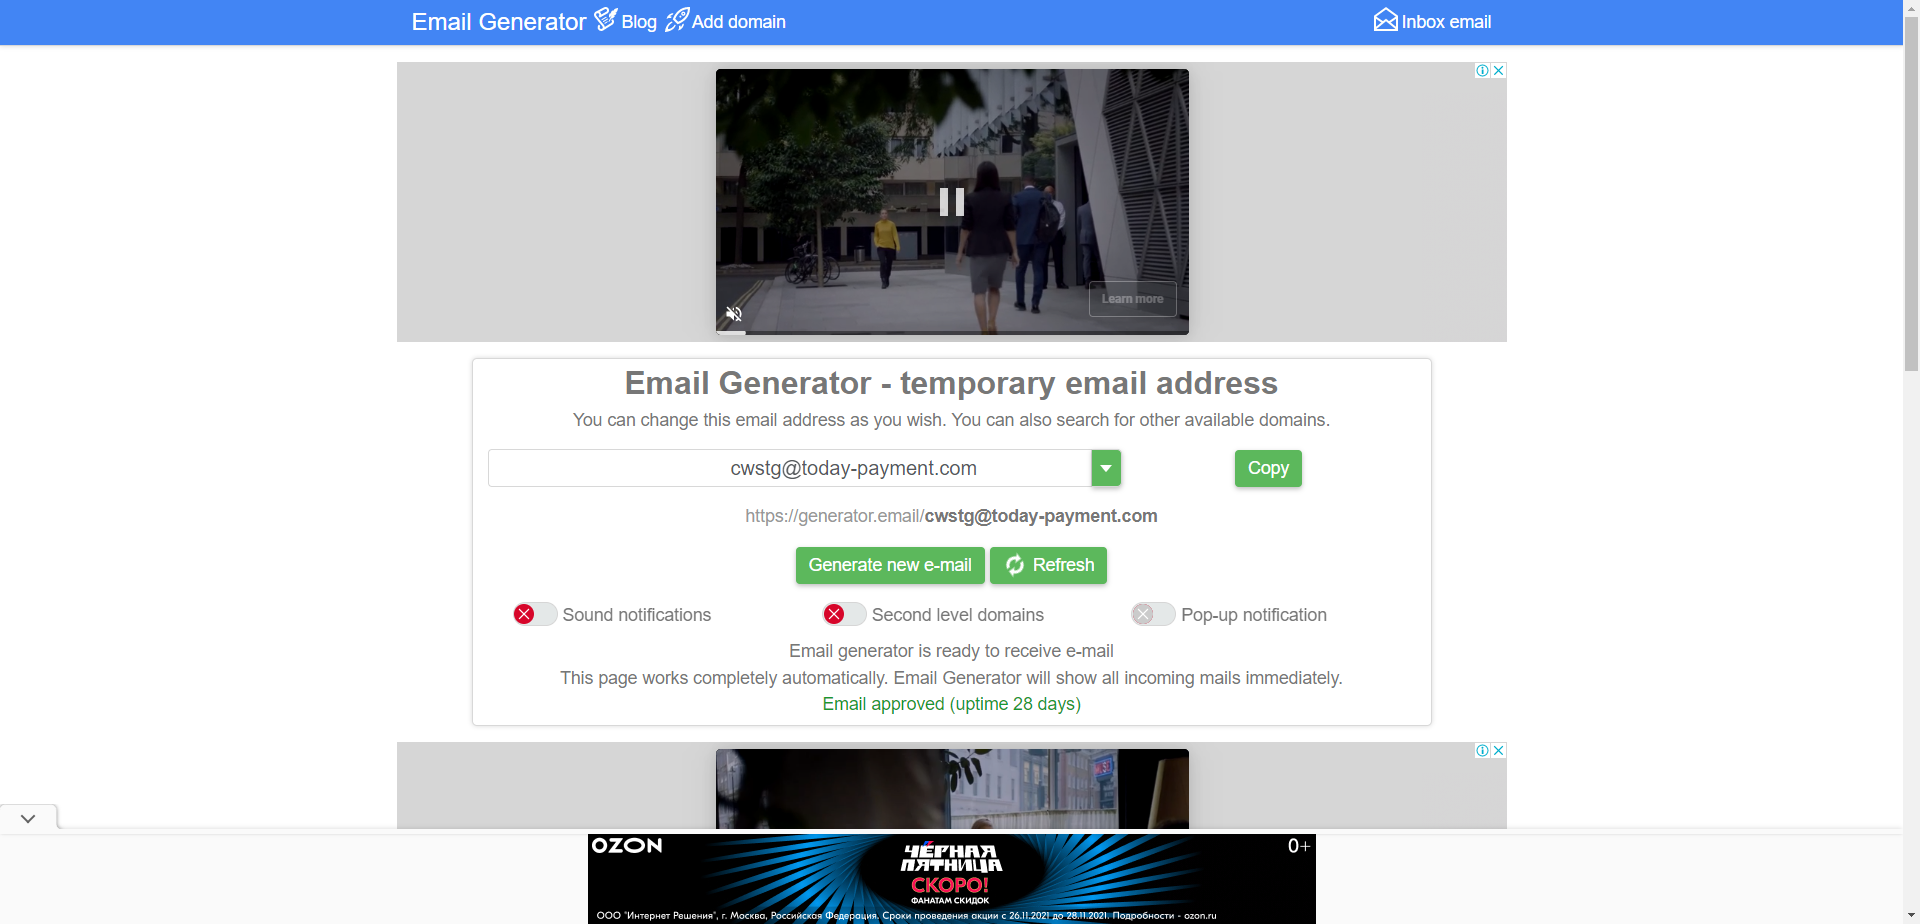 Email Generator Blog Add domain Inbox email
Learn more
Email Generator - temporary email address
You can change this email address as you wish. You can also search for other available domains.
cwstg@today-payment.com Copy
https://generator.email/cwstg@today-payment.com
Generate new e-mail Refresh
Sound notifications Second level domains Pop-up notification
Email generator is ready to receive e-mail
This page works completely automatically. Email Generator will show all incoming mails immediately.
Email approved (uptime 28 days)
OZON 0+
ЧЁРНАЯ
ПЯТНИЦА
СКОРО!
ФАНАТАМ СКИДОК
ООО "Интернет Решения", г. Москва, Российская Федерация. Сроки проведения акции с 26.11.2021 до 28.11.2021. Подробности - ozon.ru